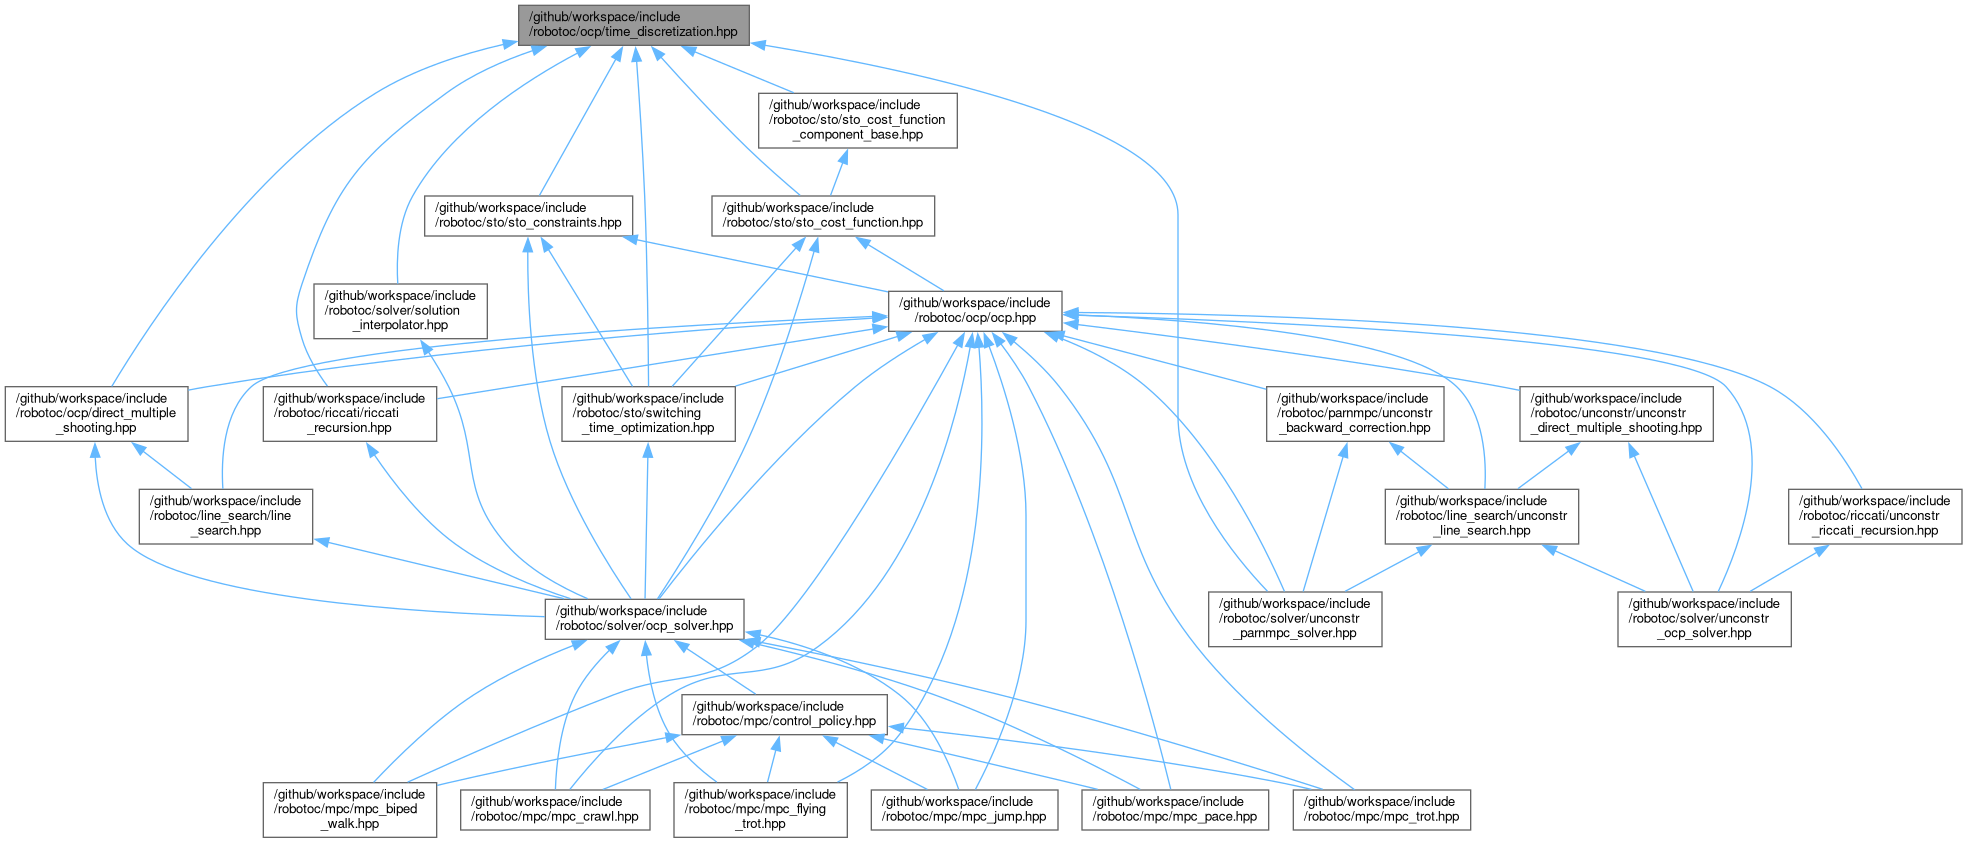 /github/workspace/include
/robotoc/ocp/time_discretization.hpp
/github/workspace/include
/robotoc/sto/sto_cost_function
_component_base.hpp
/github/workspace/include
/robotoc/sto/sto_constraints.hpp
/github/workspace/include
/robotoc/sto/sto_cost_function.hpp
/github/workspace/include
/robotoc/solver/solution
_interpolator.hpp
/github/workspace/include
/robotoc/ocp/ocp.hpp
/github/workspace/include
/robotoc/ocp/direct_multiple
_shooting.hpp
/github/workspace/include
/robotoc/riccati/riccati
_recursion.hpp
/github/workspace/include
/robotoc/sto/switching
_time_optimization.hpp
/github/workspace/include
/robotoc/parnmpc/unconstr
_backward_correction.hpp
/github/workspace/include
/robotoc/unconstr/unconstr
_direct_multiple_shooting.hpp
/github/workspace/include
/robotoc/line_search/line
_search.hpp
/github/workspace/include
/robotoc/line_search/unconstr
_line_search.hpp
/github/workspace/include
/robotoc/riccati/unconstr
_riccati_recursion.hpp
/github/workspace/include
/robotoc/solver/ocp_solver.hpp
/github/workspace/include
/robotoc/solver/unconstr
_parnmpc_solver.hpp
/github/workspace/include
/robotoc/solver/unconstr
_ocp_solver.hpp
/github/workspace/include
/robotoc/mpc/control_policy.hpp
/github/workspace/include
/robotoc/mpc/mpc_biped
_walk.hpp
/github/workspace/include
/robotoc/mpc/mpc_crawl.hpp
/github/workspace/include
/robotoc/mpc/mpc_flying
_trot.hpp
/github/workspace/include
/robotoc/mpc/mpc_jump.hpp
/github/workspace/include
/robotoc/mpc/mpc_pace.hpp
/github/workspace/include
/robotoc/mpc/mpc_trot.hpp